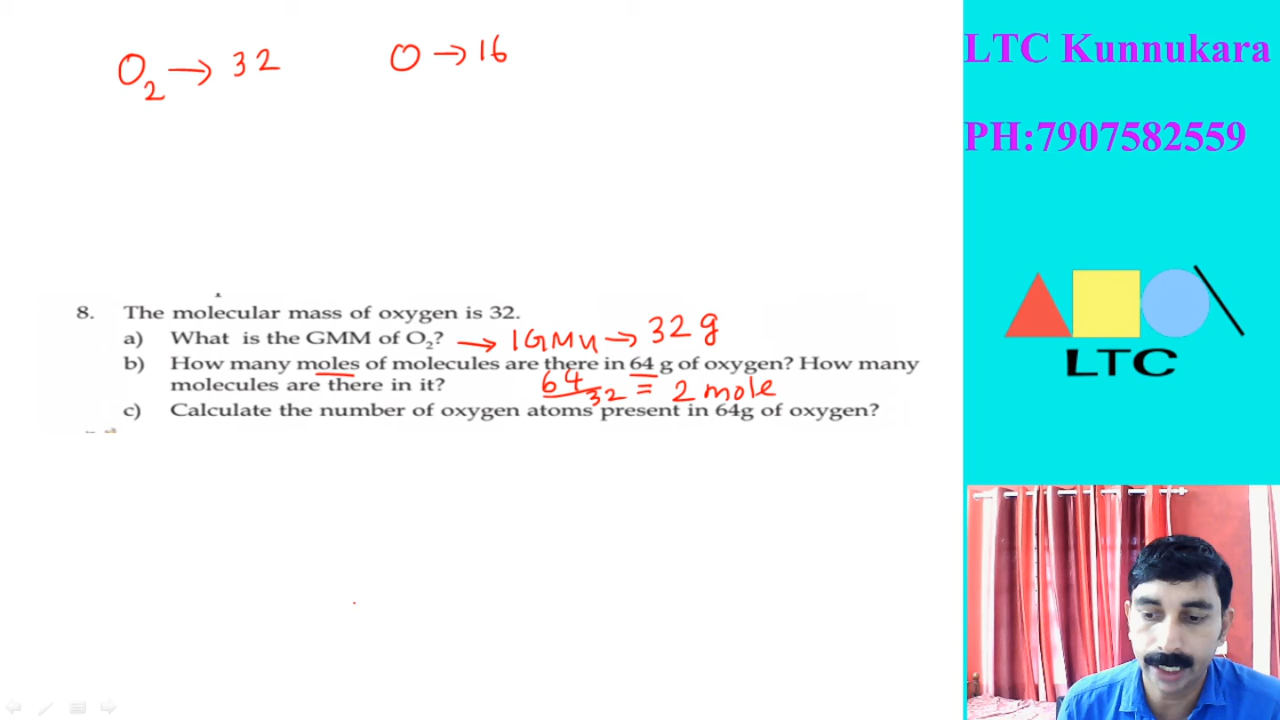 O₂ → 32
O → 16
LTC Kunnukara
PH:7907582559
8. The molecular mass of oxygen is 32.
a) What is the GMM of O₂? → 1GMM → 32 g
b) How many moles of molecules are there in 64 g of oxygen? How many
molecules are there in it? 64/32 = 2 mole
c) Calculate the number of oxygen atoms present in 64g of oxygen?
LTC